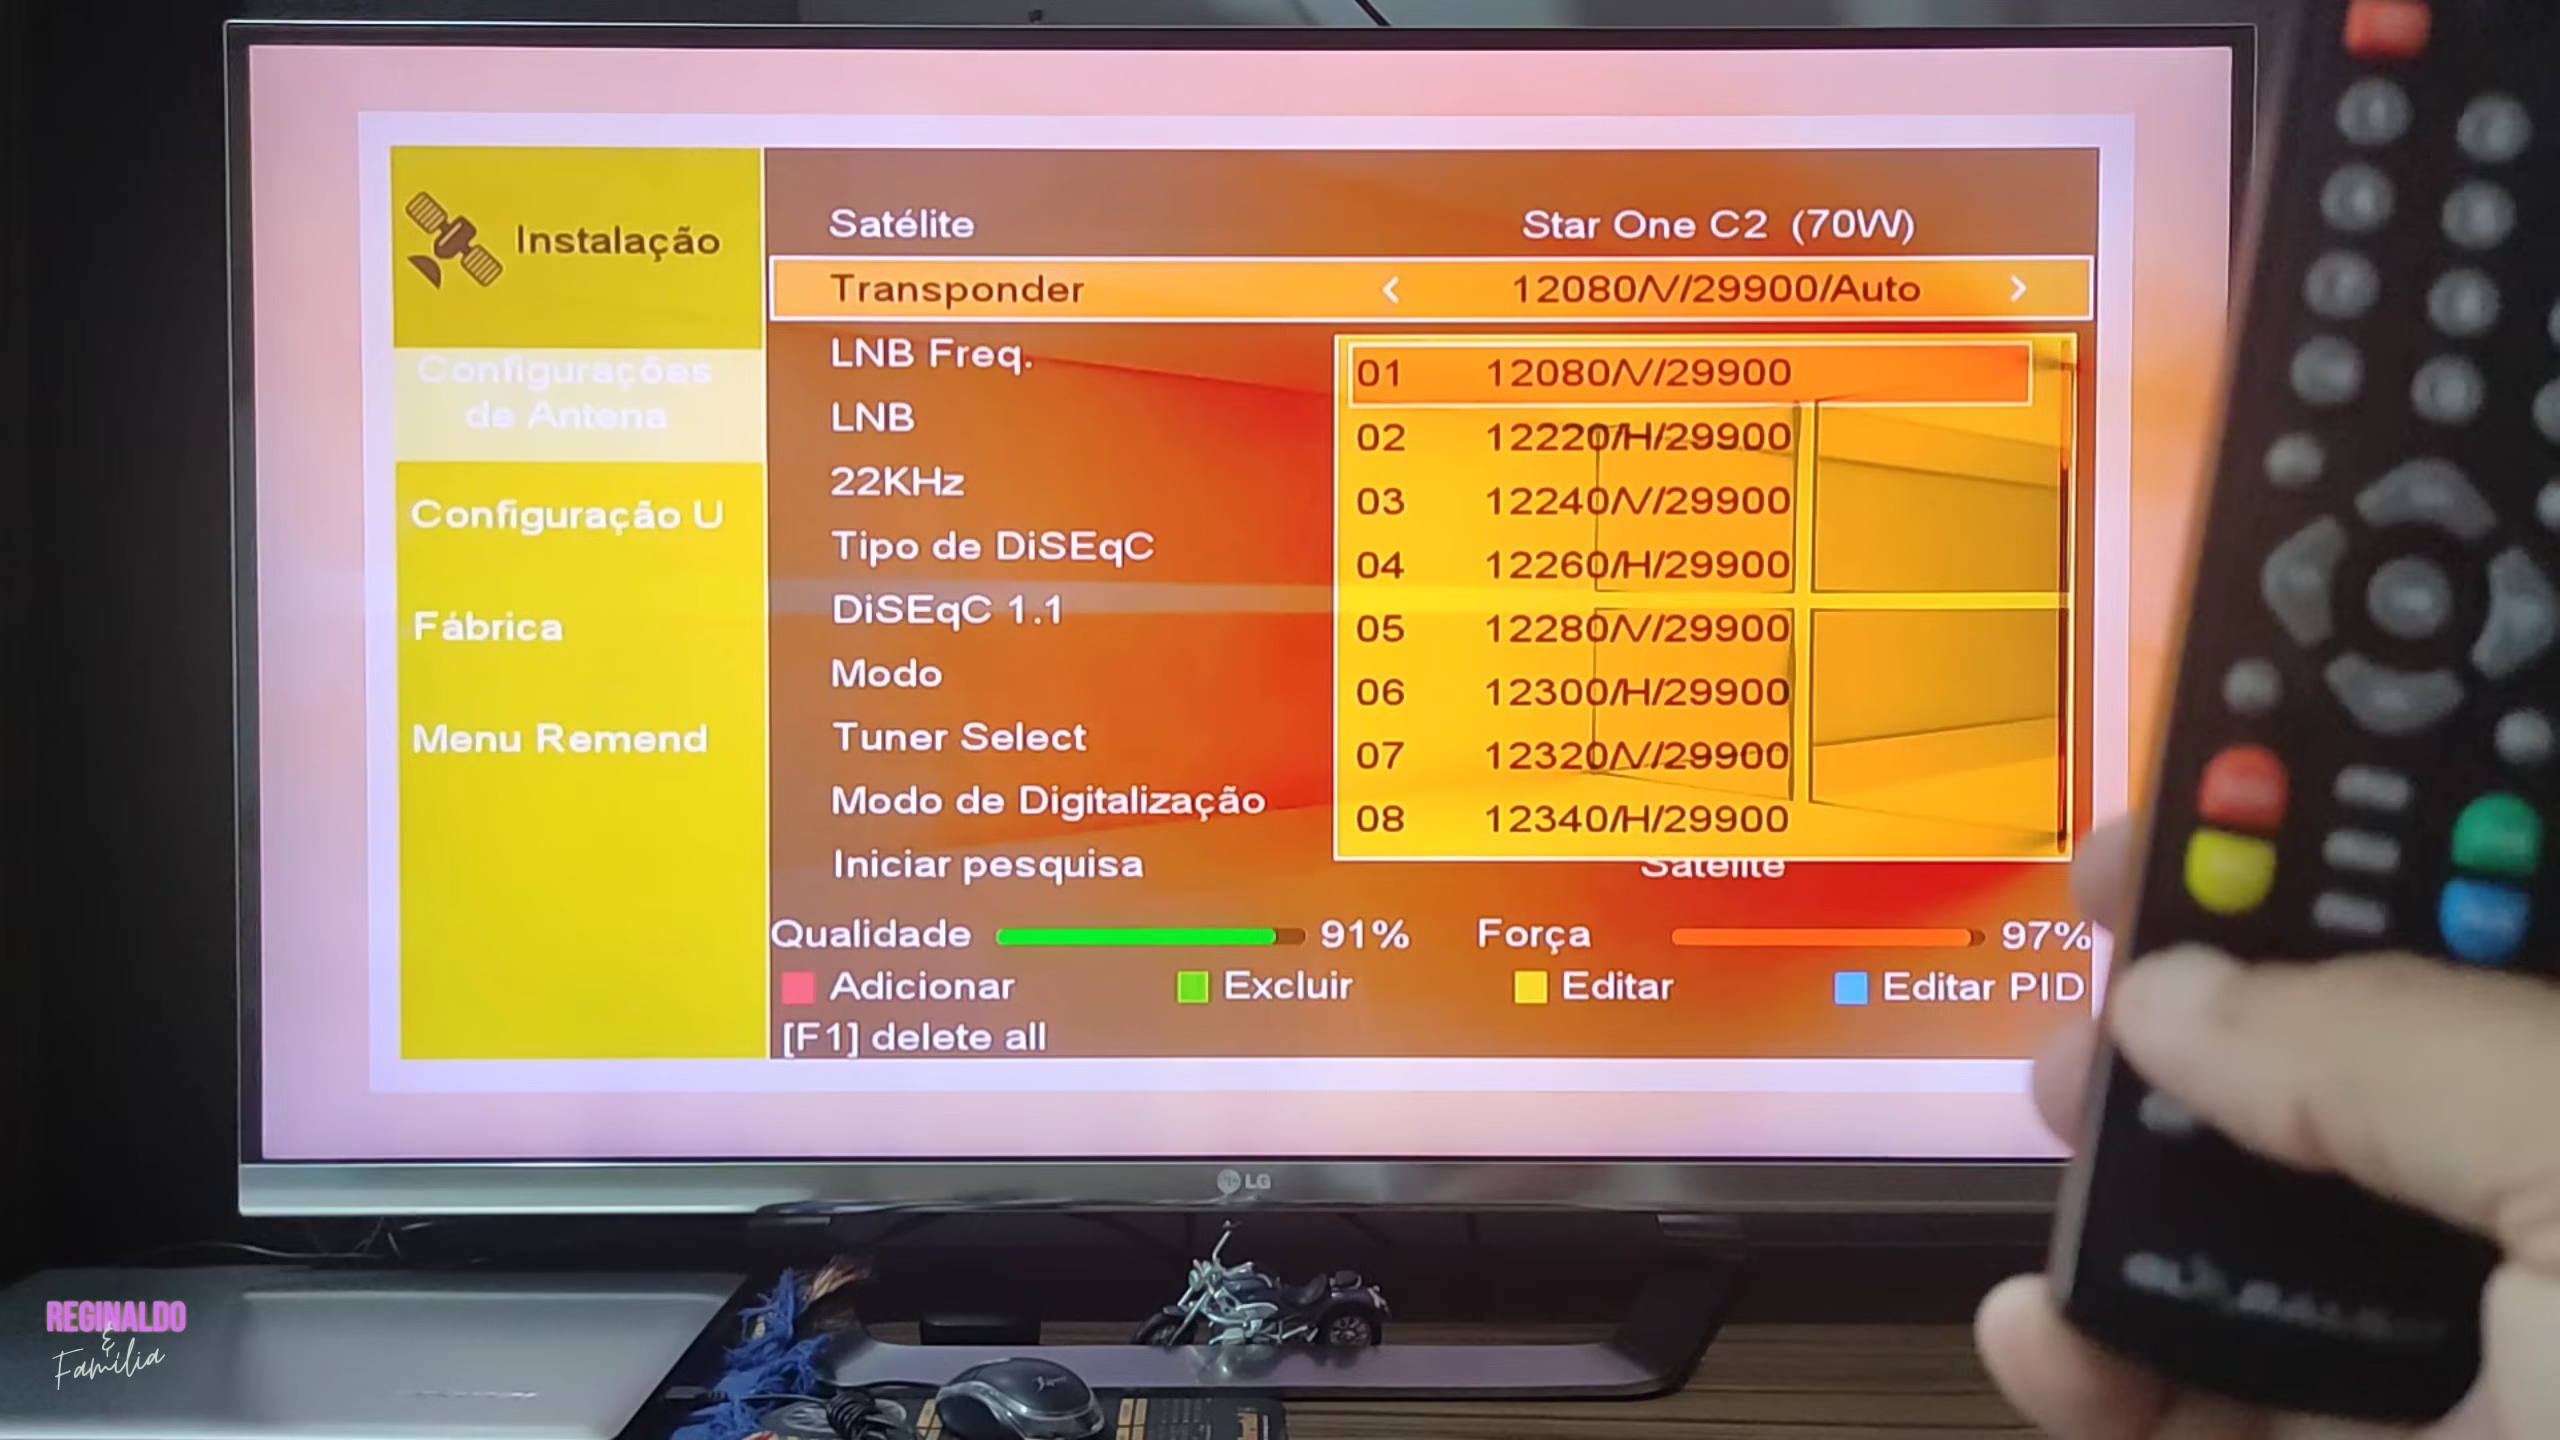 Instalação
Configurações
de Antena
Configuração U
Fábrica
Menu Remend
Satélite Star One C2 (70W)
Transponder < 12080/V/29900/Auto >
LNB Freq.
LNB
22KHz
Tipo de DiSEqC
DiSEqC 1.1
Modo
Tuner Select
Modo de Digitalização
Iniciar pesquisa Satélite
01 12080/V/29900
02 12220/H/29900
03 12240/V/29900
04 12260/H/29900
05 12280/V/29900
06 12300/H/29900
07 12320/V/29900
08 12340/H/29900
Qualidade 91% Força 97%
Adicionar Excluir Editar Editar PID
[F1] delete all
LG
REGINALDO
&
Família